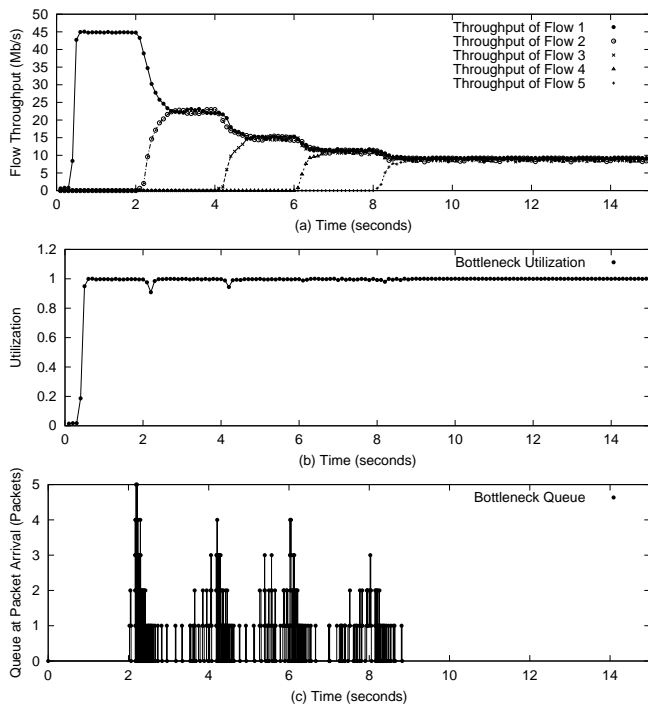 50
45
40
35
30
25
20
15
10
5
0
Flow Throughput (Mb/s)
Throughput of Flow 1
Throughput of Flow 2
Throughput of Flow 3
Throughput of Flow 4
Throughput of Flow 5
0 2 4 6 8 10 12 14
(a) Time (seconds)
1.2
1
0.8
0.6
0.4
0.2
0
Utilization
Bottleneck Utilization
0 2 4 6 8 10 12 14
(b) Time (seconds)
5
4
3
2
1
0
Queue at Packet Arrival (Packets)
Bottleneck Queue
0 2 4 6 8 10 12 14
(c) Time (seconds)